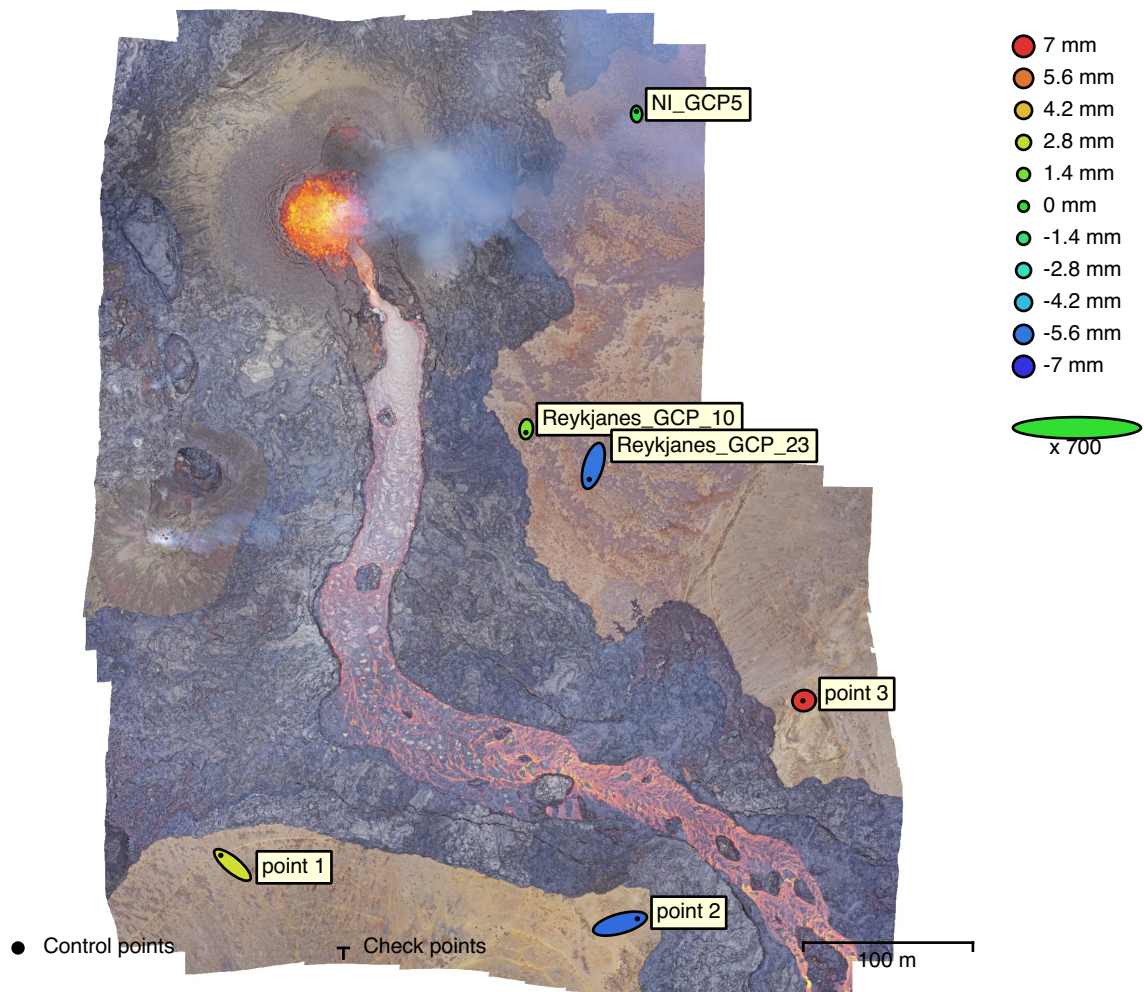 NI_GCP5
Reykjanes_GCP_10
Reykjanes_GCP_23
point 3
point 1
point 2
Control points
Check points
100 m
7 mm
5.6 mm
4.2 mm
2.8 mm
1.4 mm
0 mm
-1.4 mm
-2.8 mm
-4.2 mm
-5.6 mm
-7 mm
x 700